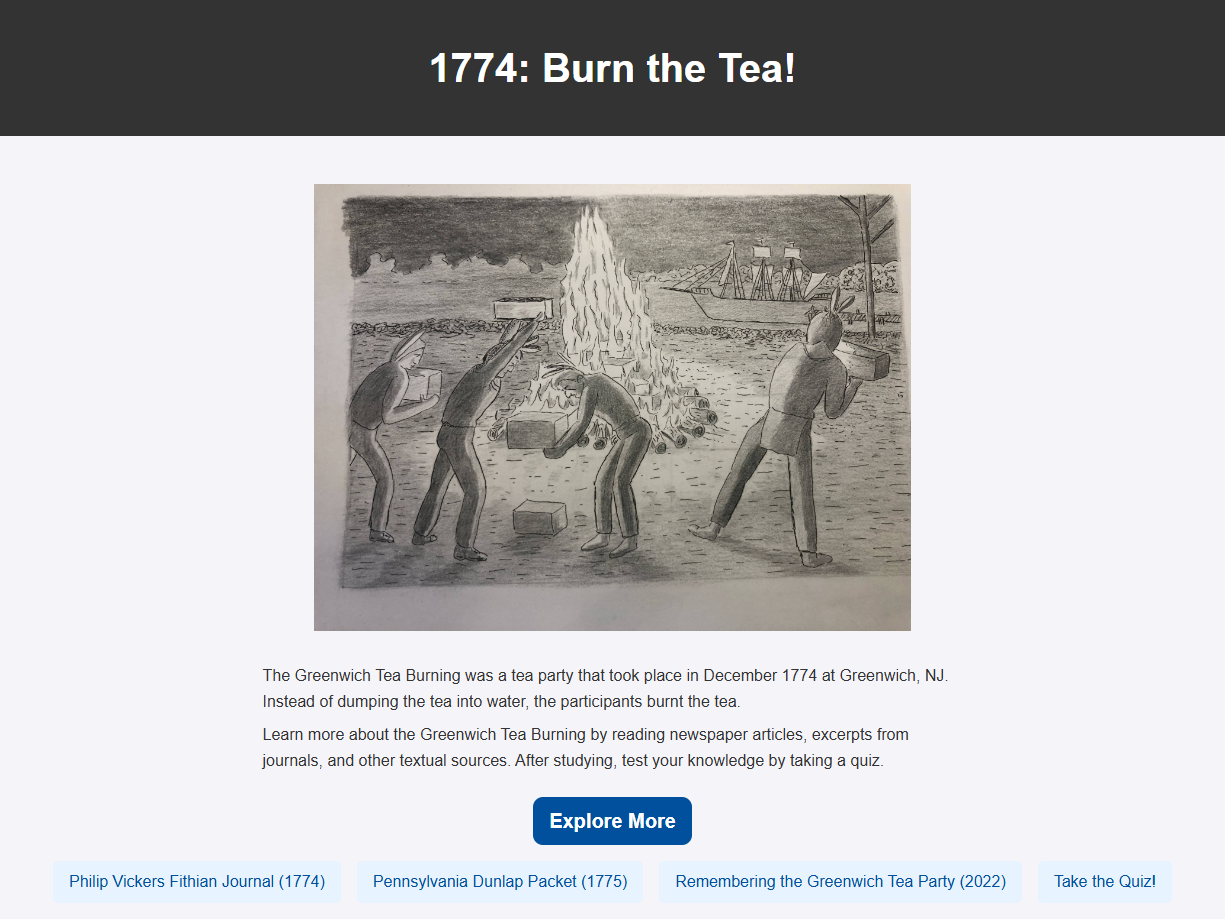 1774: Burn the Tea!
The Greenwich Tea Burning was a tea party that took place in December 1774 at Greenwich, NJ.
Instead of dumping the tea into water, the participants burnt the tea.
Learn more about the Greenwich Tea Burning by reading newspaper articles, excerpts from
journals, and other textual sources. After studying, test your knowledge by taking a quiz.
Explore More
Philip Vickers Fithian Journal (1774)
Pennsylvania Dunlap Packet (1775)
Remembering the Greenwich Tea Party (2022)
Take the Quiz!